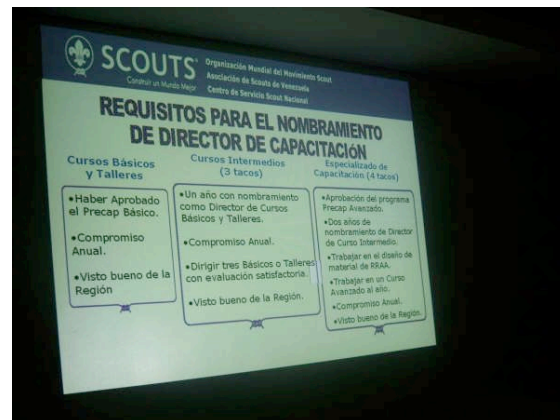 SCOUTS
Construir un Mundo Mejor
Organización Mundial del Movimiento Scout
Asociación de Scouts de Venezuela
Centro de Servicio Scout Nacional
REQUISITOS PARA EL NOMBRAMIENTO
DE DIRECTOR DE CAPACITACIÓN
Cursos Básicos
y Talleres
•Haber Aprobado
el Precap Básico.
•Compromiso
Anual.
•Visto bueno de la
Región
Cursos Intermedios
(3 tacos)
•Un año con nombramiento
como Director de Cursos
Básicos y Talleres.
•Compromiso Anual.
•Dirigir tres Básicos o Talleres
con evaluación satisfactoria.
•Visto bueno de la Región.
Especializado de
Capacitación (4 tacos)
•Aprobación del programa
Precap Avanzado.
•Dos años de
nombramiento de Director
de Curso Intermedio.
•Trabajar en el diseño de
material de RRAA.
•Trabajar en un Curso
Avanzado al año.
•Compromiso Anual.
•Visto bueno de la Región.